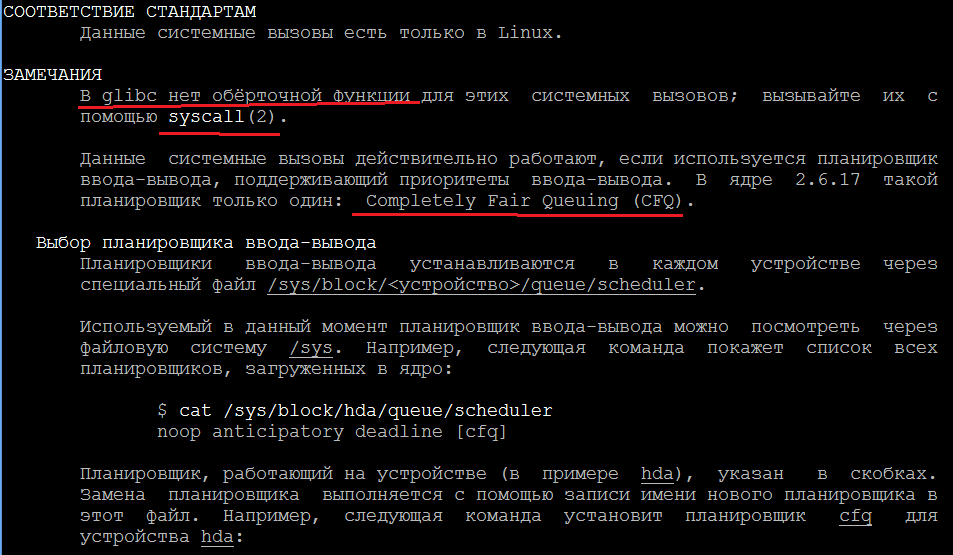 СООТВЕТСТВИЕ СТАНДАРТАМ
Данные системные вызовы есть только в Linux.
ЗАМЕЧАНИЯ
В glibc нет обёрточной функции для этих системных вызовов; вызывайте их с
помощью syscall(2).
Данные системные вызовы действительно работают, если используется планировщик
ввода-вывода, поддерживающий приоритеты ввода-вывода. В ядре 2.6.17 такой
планировщик только один: Completely Fair Queuing (CFQ).
Выбор планировщика ввода-вывода
Планировщики ввода-вывода устанавливаются в каждом устройстве через
специальный файл /sys/block/<устройство>/queue/scheduler.
Используемый в данный момент планировщик ввода-вывода можно посмотреть через
файловую систему /sys. Например, следующая команда покажет список всех
планировщиков, загруженных в ядро:
$ cat /sys/block/hda/queue/scheduler
noop anticipatory deadline [cfq]
Планировщик, работающий на устройстве (в примере hda), указан в скобках.
Замена планировщика выполняется с помощью записи имени нового планировщика в
этот файл. Например, следующая команда установит планировщик cfq для
устройства hda: